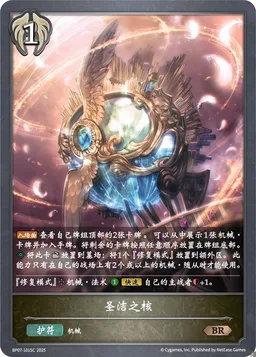 1
入场曲 查看自己牌组顶部的2张卡牌。可以从中展示1张机械·
卡牌并加入手牌。将剩余的卡牌按照任意顺序放置在牌组底部。
将此卡 放置到墓场：将1个『修复模式』放置到额外区。此
能力只有在自己的战场上有2个或以上的机械·随从时才能使用。
『修复模式』机械·法术 1 快速 自己的主战者 +1。
圣洁之核
护符 机械
BR
BP07-101SC 2025
© Cygames, Inc. Published by NetEase Games